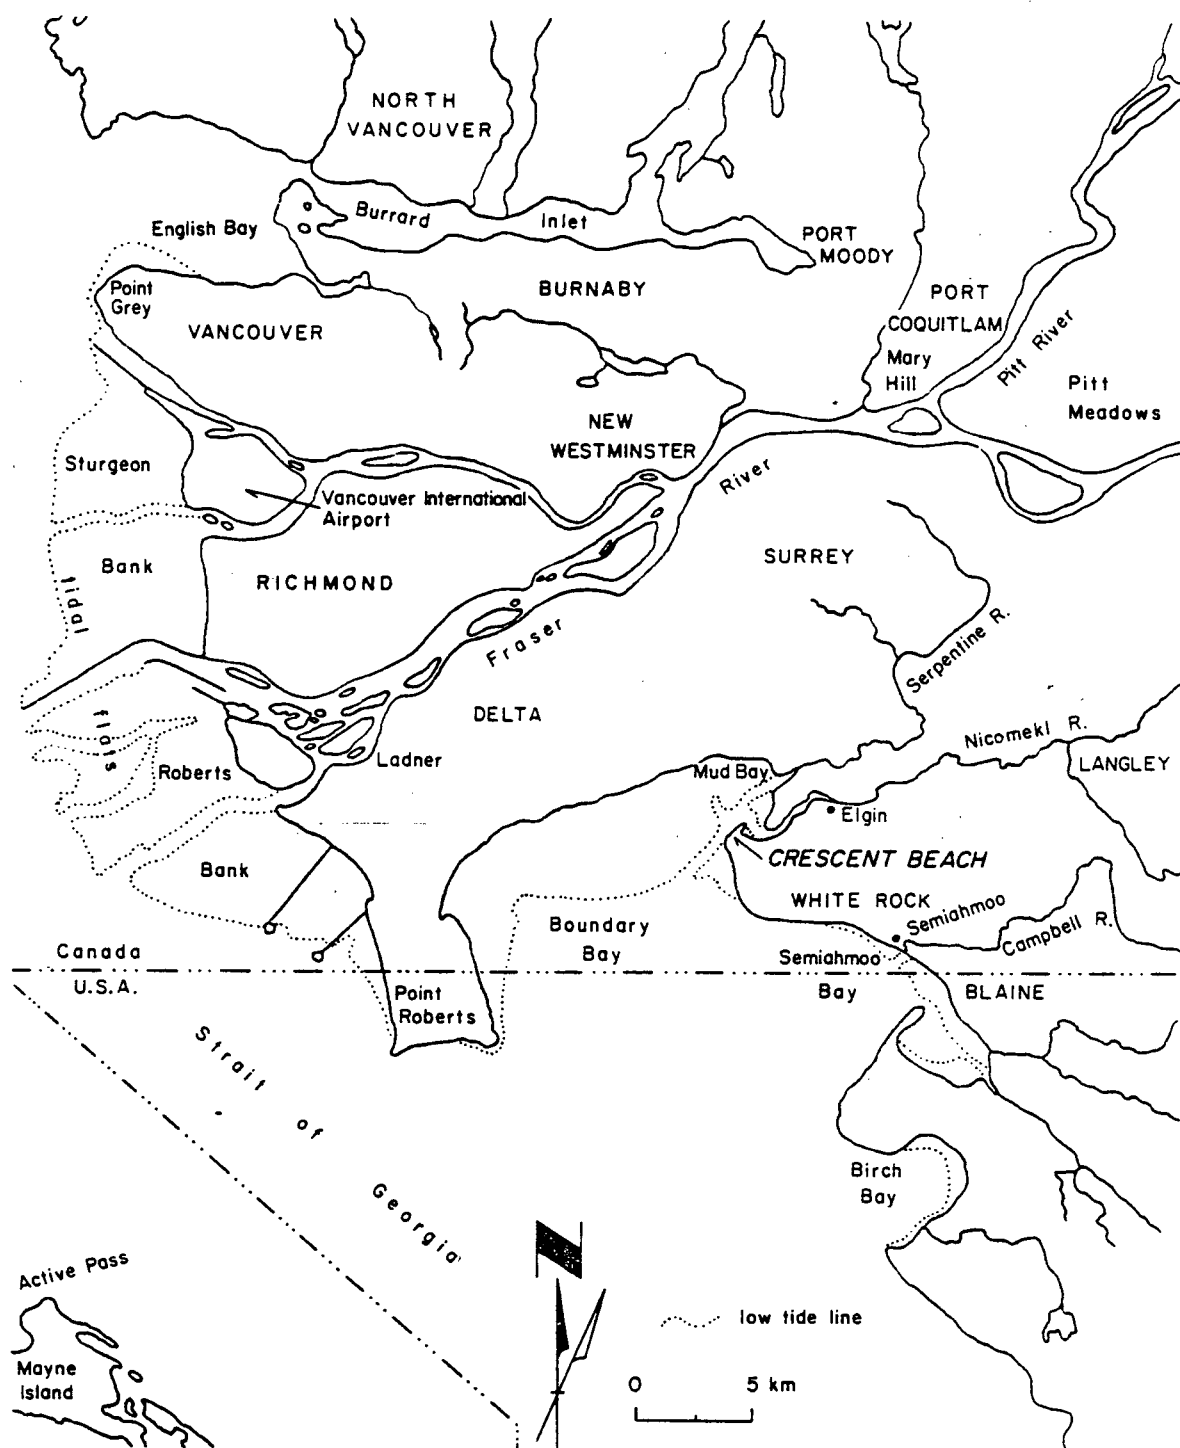 NORTH
VANCOUVER
Burrard
Inlet
English Bay
PORT
MOODY
Point
Grey
BURNABY
PORT
COQUITLAM
VANCOUVER
Mary
Hill
Pitt River
Pitt
Meadows
NEW
WESTMINSTER
Sturgeon
River
Vancouver International
Airport
Bank
RICHMOND
SURREY
tidal
Fraser
Serpentine R.
flats
DELTA
Nicomekl R.
Roberts
Ladner
Mud Bay
LANGLEY
Elgin
CRESCENT BEACH
Bank
WHITE ROCK
Semiahmoo
Boundary
Bay
Campbell R.
Canada
Semiahmoo
U.S.A.
Bay
BLAINE
Point
Roberts
Strait of Georgia
Birch
Bay
Active Pass
N
low tide line
Mayne
Island
0 5 km